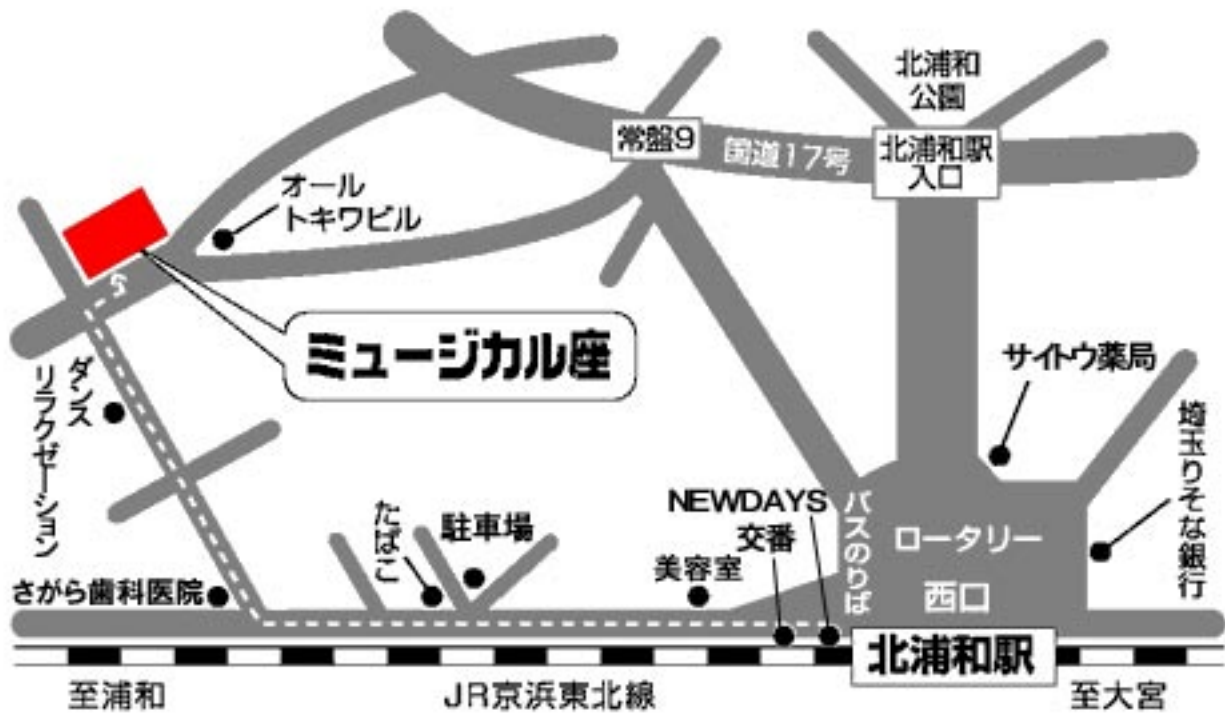 北浦和
公園
常盤9
国道17号
北浦和駅
入口
オール
トキワビル
ミュージカル座
ダンス
リラクゼーション
サイトウ薬局
埼玉りそな銀行
NEWDAYS
交番
バスのりば
ロータリー
西口
たばこ
駐車場
美容室
さがら歯科医院
北浦和駅
至浦和
JR京浜東北線
至大宮